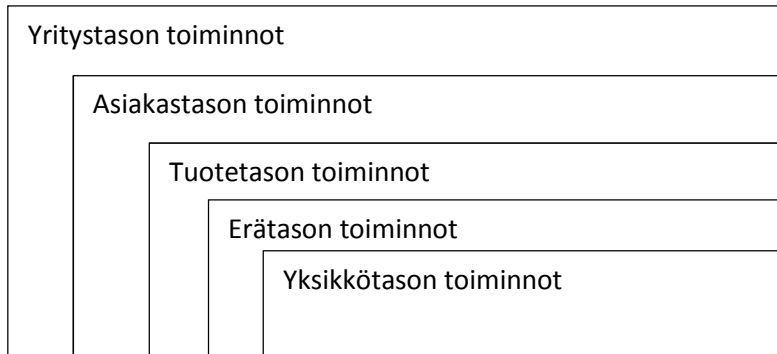 Yritystason toiminnot
Asiakastason toiminnot
Tuotetason toiminnot
Erätason toiminnot
Yksikkötason toiminnot